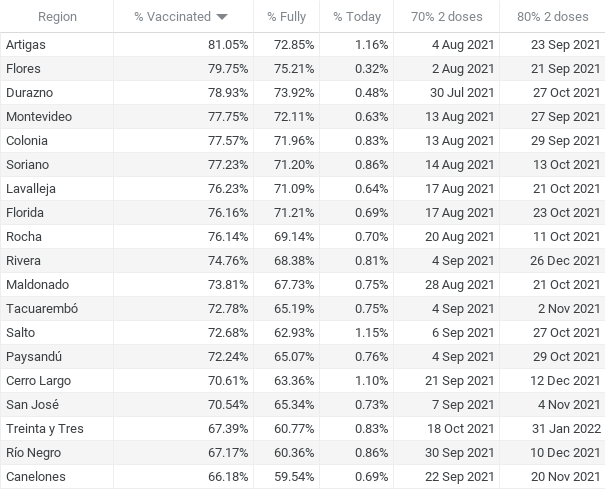 Region % Vaccinated % Fully % Today 70% 2 doses 80% 2 doses
Artigas 81.05% 72.85% 1.16% 4 Aug 2021 23 Sep 2021
Flores 79.75% 75.21% 0.32% 2 Aug 2021 21 Sep 2021
Durazno 78.93% 73.92% 0.48% 30 Jul 2021 27 Oct 2021
Montevideo 77.75% 72.11% 0.63% 13 Aug 2021 27 Sep 2021
Colonia 77.57% 71.96% 0.83% 13 Aug 2021 29 Sep 2021
Soriano 77.23% 71.20% 0.86% 14 Aug 2021 13 Oct 2021
Lavalleja 76.23% 71.09% 0.64% 17 Aug 2021 21 Oct 2021
Florida 76.16% 71.21% 0.69% 17 Aug 2021 23 Oct 2021
Rocha 76.14% 69.14% 0.70% 20 Aug 2021 11 Oct 2021
Rivera 74.76% 68.38% 0.81% 4 Sep 2021 26 Dec 2021
Maldonado 73.81% 67.73% 0.75% 28 Aug 2021 21 Oct 2021
Tacuarembó 72.78% 65.19% 0.75% 4 Sep 2021 2 Nov 2021
Salto 72.68% 62.93% 1.15% 6 Sep 2021 27 Oct 2021
Paysandú 72.24% 65.07% 0.76% 4 Sep 2021 29 Oct 2021
Cerro Largo 70.61% 63.36% 1.10% 21 Sep 2021 12 Dec 2021
San José 70.54% 65.34% 0.73% 7 Sep 2021 4 Nov 2021
Treinta y Tres 67.39% 60.77% 0.83% 18 Oct 2021 31 Jan 2022
Río Negro 67.17% 60.36% 0.86% 30 Sep 2021 10 Dec 2021
Canelones 66.18% 59.54% 0.69% 22 Sep 2021 20 Nov 2021